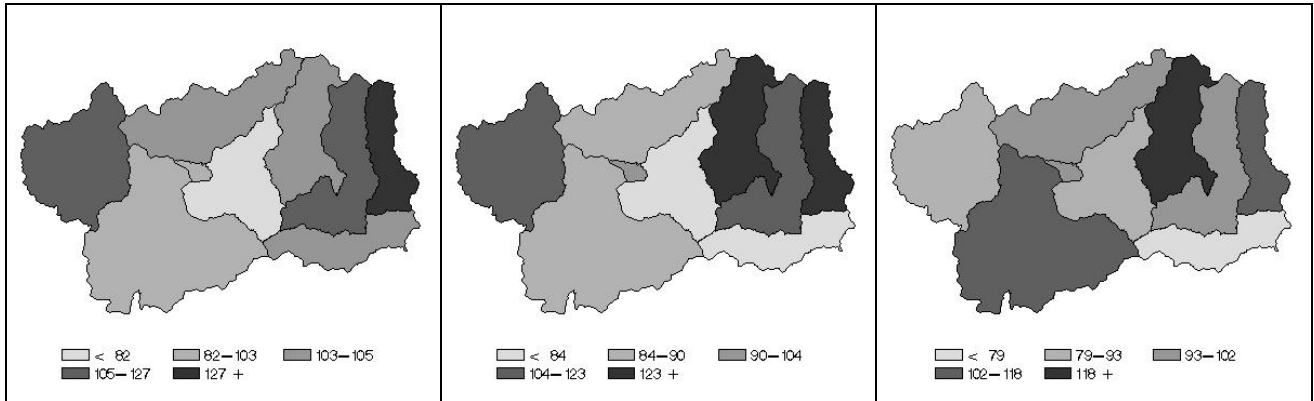 < 82 82-103 103-105
105-127 127 +
< 84 84-90 90-104
104-123 123 +
< 79 79-93 93-102
102-118 118 +